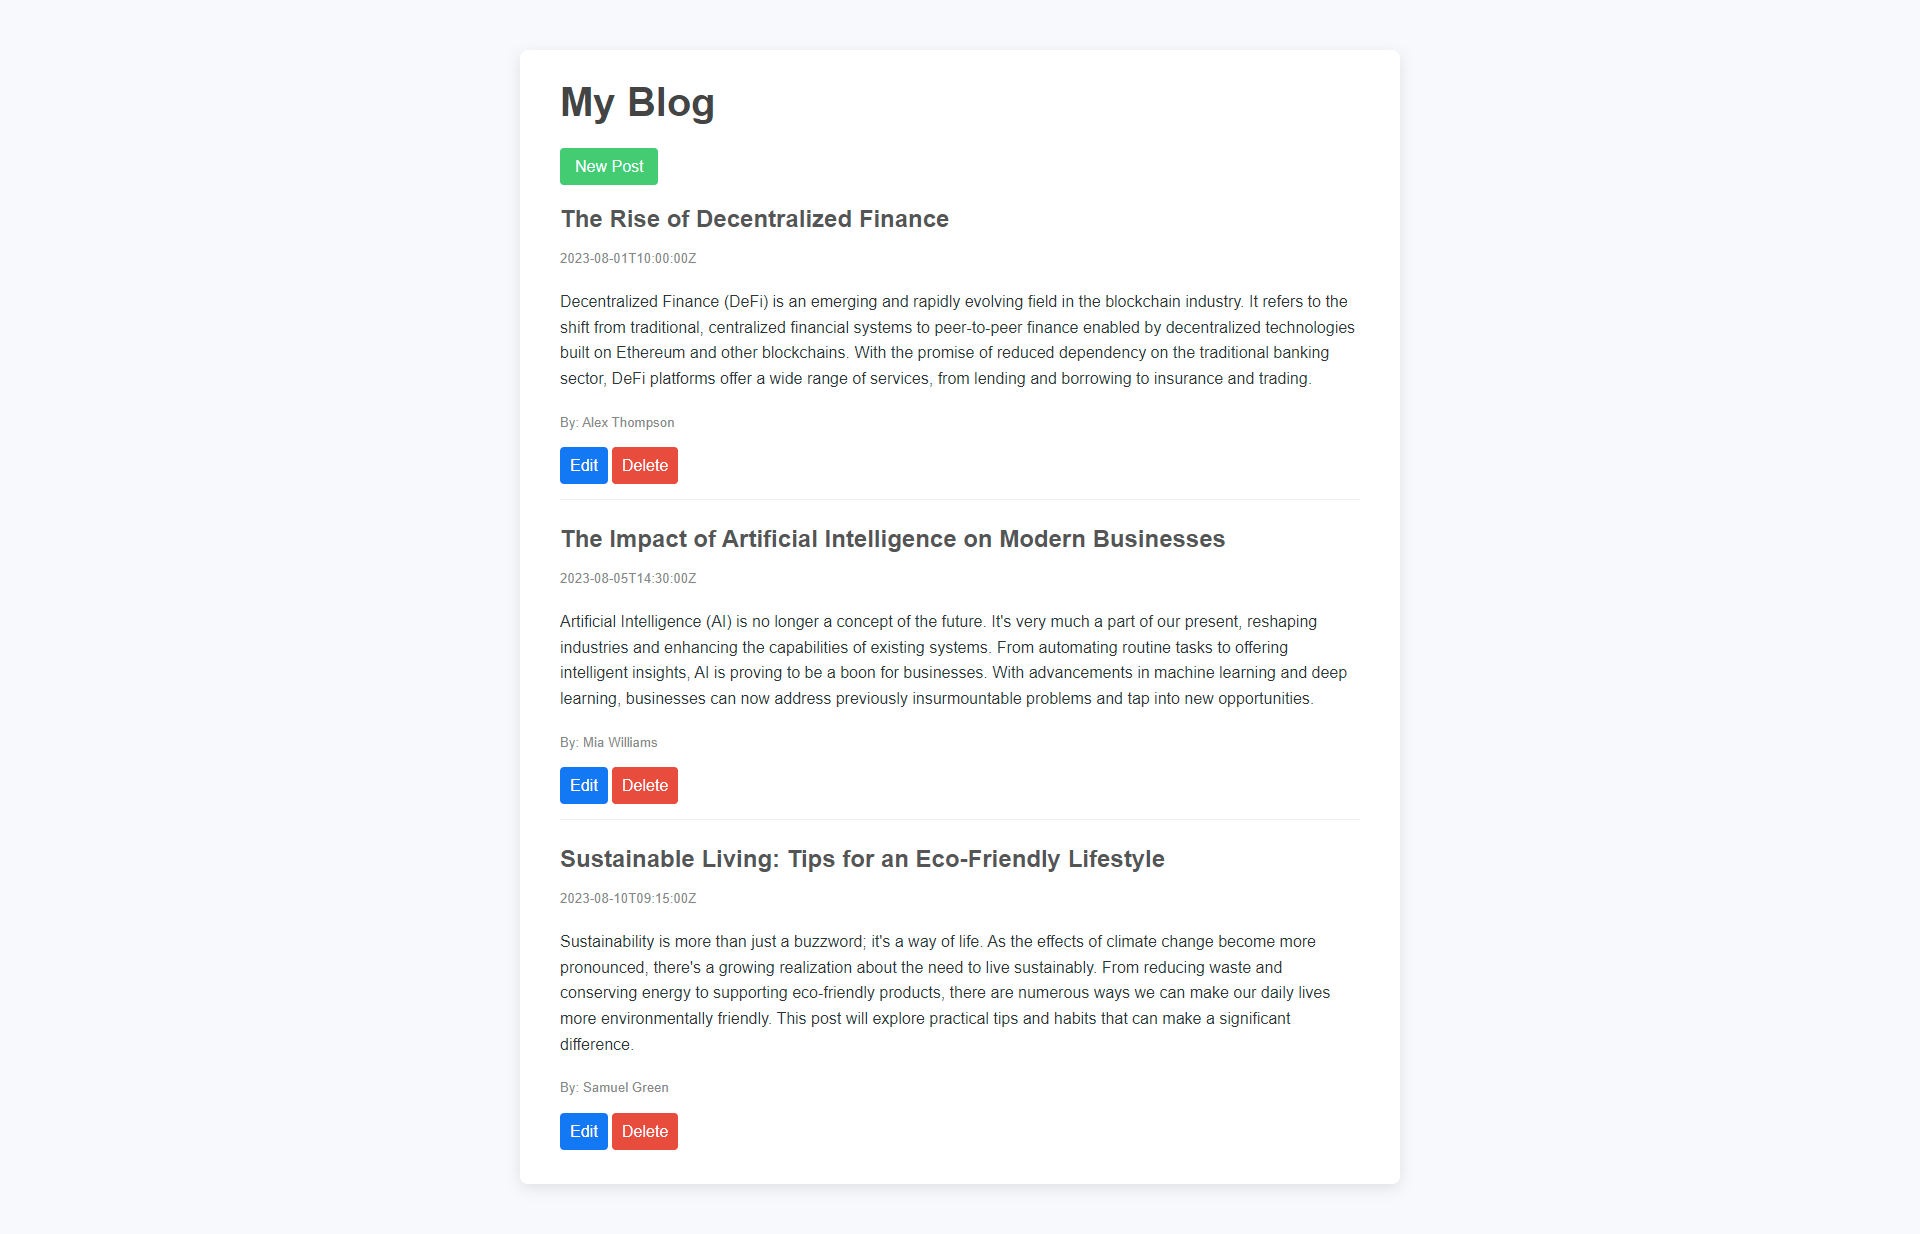 My Blog
New Post
The Rise of Decentralized Finance
2023-08-01T10:00:00Z
Decentralized Finance (DeFi) is an emerging and rapidly evolving field in the blockchain industry. It refers to the
shift from traditional, centralized financial systems to peer-to-peer finance enabled by decentralized technologies
built on Ethereum and other blockchains. With the promise of reduced dependency on the traditional banking
sector, DeFi platforms offer a wide range of services, from lending and borrowing to insurance and trading.
By: Alex Thompson
Edit Delete
The Impact of Artificial Intelligence on Modern Businesses
2023-08-05T14:30:00Z
Artificial Intelligence (AI) is no longer a concept of the future. It's very much a part of our present, reshaping
industries and enhancing the capabilities of existing systems. From automating routine tasks to offering
intelligent insights, AI is proving to be a boon for businesses. With advancements in machine learning and deep
learning, businesses can now address previously insurmountable problems and tap into new opportunities.
By: Mia Williams
Edit Delete
Sustainable Living: Tips for an Eco-Friendly Lifestyle
2023-08-10T09:15:00Z
Sustainability is more than just a buzzword; it's a way of life. As the effects of climate change become more
pronounced, there's a growing realization about the need to live sustainably. From reducing waste and
conserving energy to supporting eco-friendly products, there are numerous ways we can make our daily lives
more environmentally friendly. This post will explore practical tips and habits that can make a significant
difference.
By: Samuel Green
Edit Delete